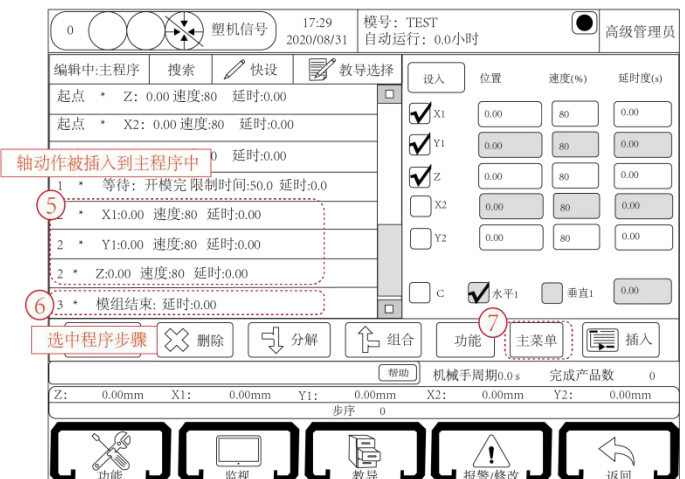 0 塑机信号 17:29 2020/08/31 模号: TEST 自动运行: 0.0小时 高级管理员
编辑中:主程序 搜索 快设 教导选择
起点 * Z: 0.00 速度:80 延时:0.00
起点 * X2: 0.00 速度:80 延时:0.00
轴动作被插入到主程序中 0 延时:0.00
1 * 等待: 开模完 限制时间:50.0 延时:0.0
⑤
* X1:0.00 速度:80 延时:0.00
2 * Y1:0.00 速度:80 延时:0.00
2 * Z:0.00 速度:80 延时:0.00
⑥ 3 * 模组结束: 延时:0.00
设入 位置 速度(%) 延时度(s)
X1 0.00 80 0.00
Y1 0.00 80 0.00
Z 0.00 80 0.00
X2 0.00 80 0.00
Y2 0.00 80 0.00
C 水平1 垂直1 0.00
选中程序步骤 删除 分解 组合 功能 ⑦ 主菜单 插入
帮助 机械手周期0.0 s 完成产品数 0
Z: 0.00mm X1: 0.00mm Y1: 0.00mm X2: 0.00mm Y2: 0.00mm
步序 0
功能 监视 教导 报警/修改 返回